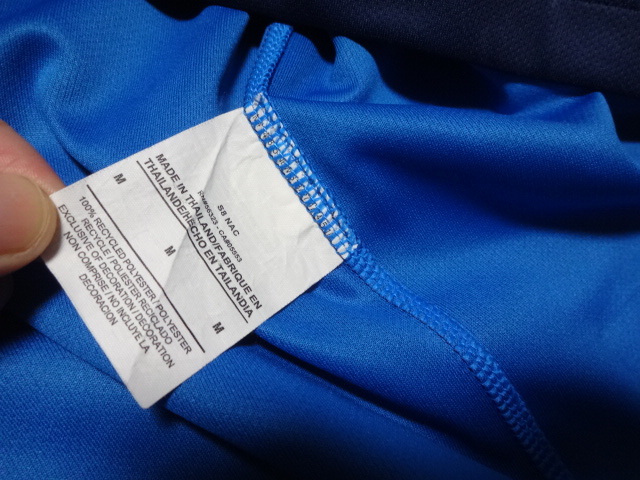 S8 NAC
MADE IN THAILAND/FABRIQUE EN
THAILANDE/HECHO EN TAILANDIA
M
M
M
100% RECYCLED POLYESTER / POLYESTER
RECYCLE / POLIESTER RECICLADO
EXCLUSIVE OF DECORATION / DECORATION
NON COMPRISE / NO INCLUYE LA
DECORACION